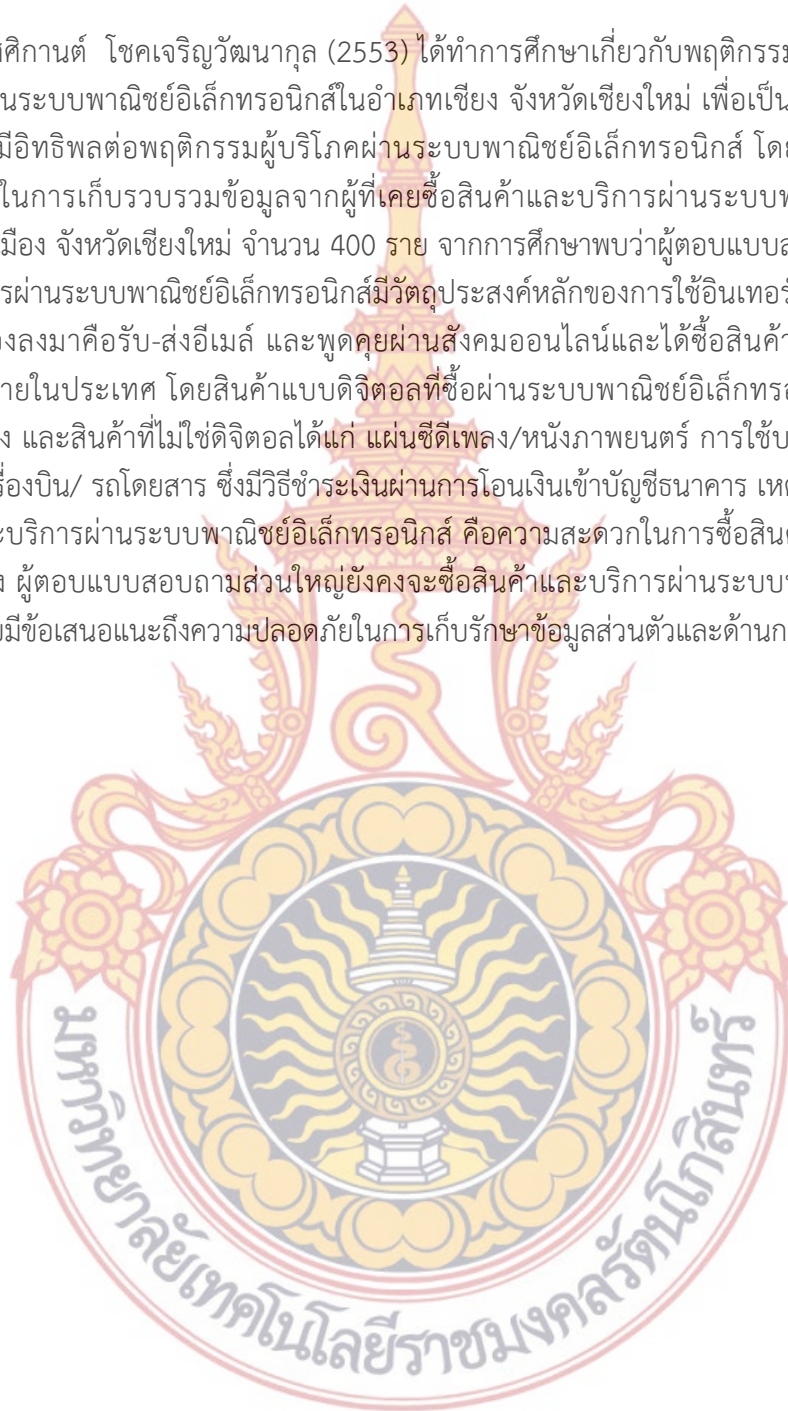 ศศิกานต์ โชคเจริญวัฒนากุล (2553) ได้ทำการศึกษาเกี่ยวกับพฤติกรรม
ผ่านระบบพาณิชย์อิเล็กทรอนิกส์ในอำเภทเชียง จังหวัดเชียงใหม่ เพื่อเป็น
มีอิทธิพลต่อพฤติกรรมผู้บริโภคผ่านระบบพาณิชย์อิเล็กทรอนิกส์ โดย
ในการเก็บรวบรวมข้อมูลจากผู้ที่เคยซื้อสินค้าและบริการผ่านระบบพ
มือง จังหวัดเชียงใหม่ จำนวน 400 ราย จากการศึกษาพบว่าผู้ตอบแบบส
รผ่านระบบพาณิชย์อิเล็กทรอนิกส์มีวัตถุประสงค์หลักของการใช้อินเทอร์
องลงมาคือรับ-ส่งอีเมล์ และพูดคุยผ่านสังคมออนไลน์และได้ซื้อสินค้า
ายในประเทศ โดยสินค้าแบบดิจิตอลที่ซื้อผ่านระบบพาณิชย์อิเล็กทรอ
ง และสินค้าที่ไม่ใช่ดิจิตอลได้แก่ แผ่นซีดีเพลง/หนังภาพยนตร์ การใช้บ
รื่องบิน/ รถโดยสาร ซึ่งมีวิธีชำระเงินผ่านการโอนเงินเข้าบัญชีธนาคาร เหต
ะบริการผ่านระบบพาณิชย์อิเล็กทรอนิกส์ คือความสะดวกในการซื้อสินค
ง ผู้ตอบแบบสอบถามส่วนใหญ่ยังคงจะซื้อสินค้าและบริการผ่านระบบ
ยมีข้อเสนอแนะถึงความปลอดภัยในการเก็บรักษาข้อมูลส่วนตัวและด้านก
มหาวิทยาลัยเทคโนโลยีราชมงคลรัตนโกสินทร์